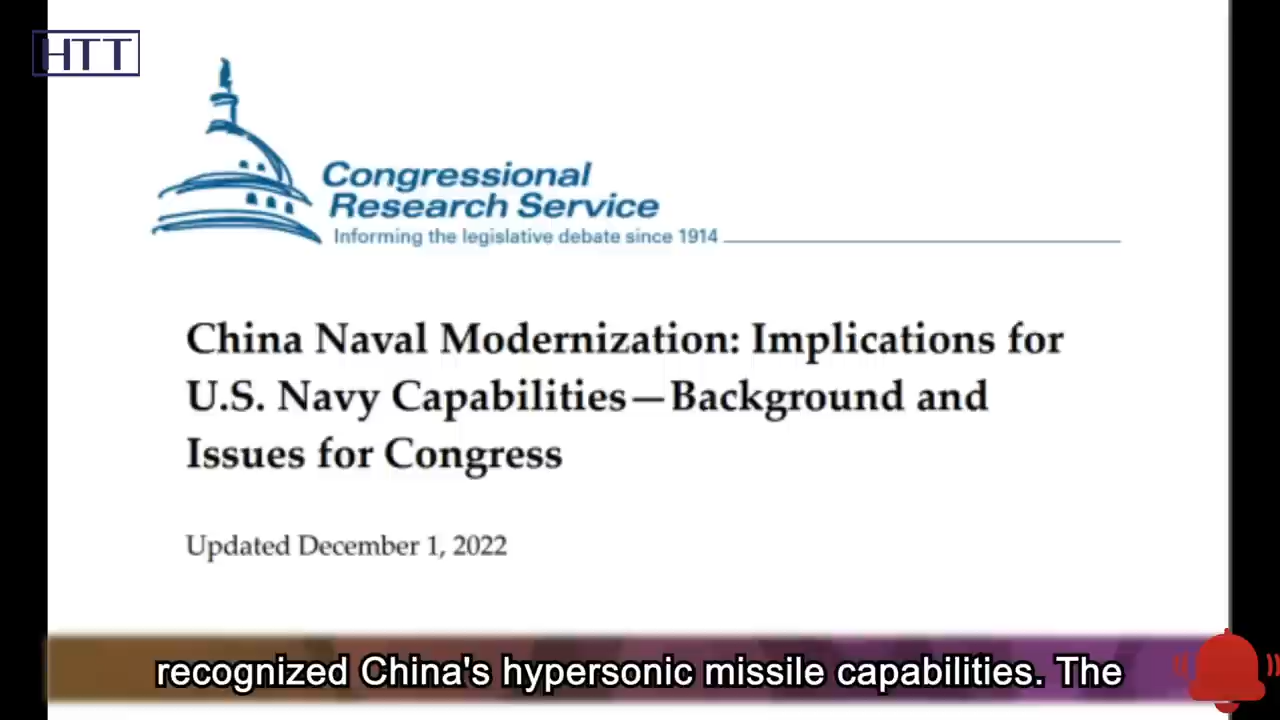 HTT
Congressional
Research Service
Informing the legislative debate since 1914
China Naval Modernization: Implications for
U.S. Navy Capabilities—Background and
Issues for Congress
Updated December 1, 2022
recognized China's hypersonic missile capabilities. The